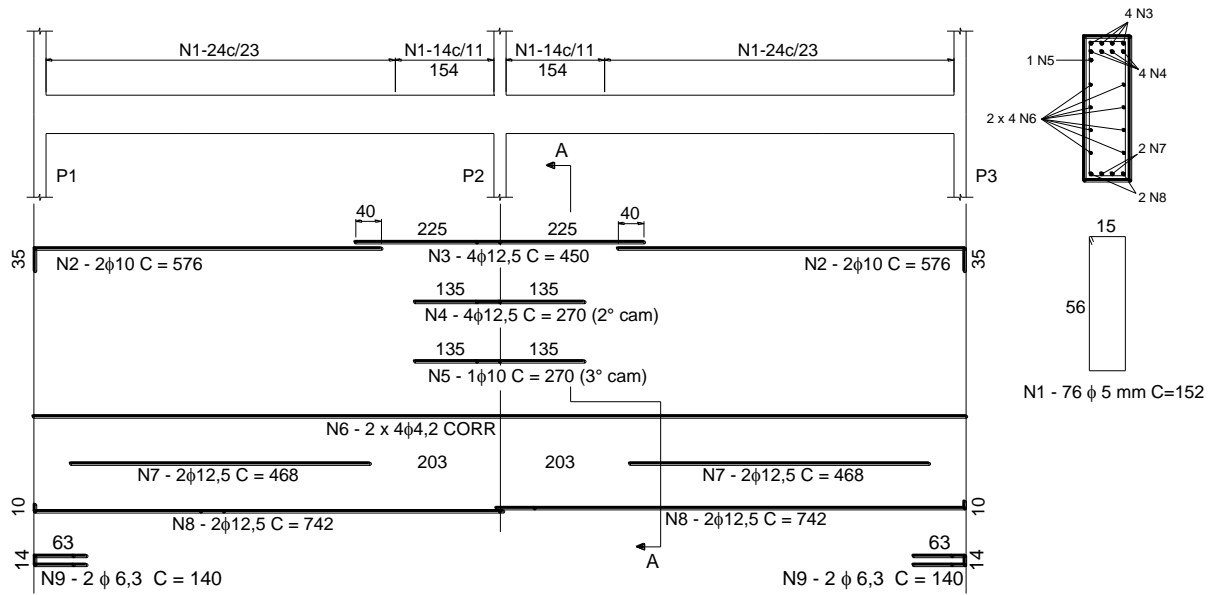 N1-24c/23
N1-14c/11
N1-14c/11
N1-24c/23
154
154
4 N3
1 N5
4 N4
2 x 4 N6
2 N7
2 N8
A
P1
P2
P3
40
225
225
40
35
N2 - 2ϕ10 C = 576
N3 - 4ϕ12,5 C = 450
N2 - 2ϕ10 C = 576
35
135
135
N4 - 4ϕ12,5 C = 270 (2° cam)
135
135
N5 - 1ϕ10 C = 270 (3° cam)
15
56
N1 - 76 ϕ 5 mm C=152
N6 - 2 x 4ϕ4,2 CORR
203
203
N7 - 2ϕ12,5 C = 468
N7 - 2ϕ12,5 C = 468
10
N8 - 2ϕ12,5 C = 742
N8 - 2ϕ12,5 C = 742
10
14
63
63
14
A
N9 - 2 ϕ 6,3 C = 140
N9 - 2 ϕ 6,3 C = 140